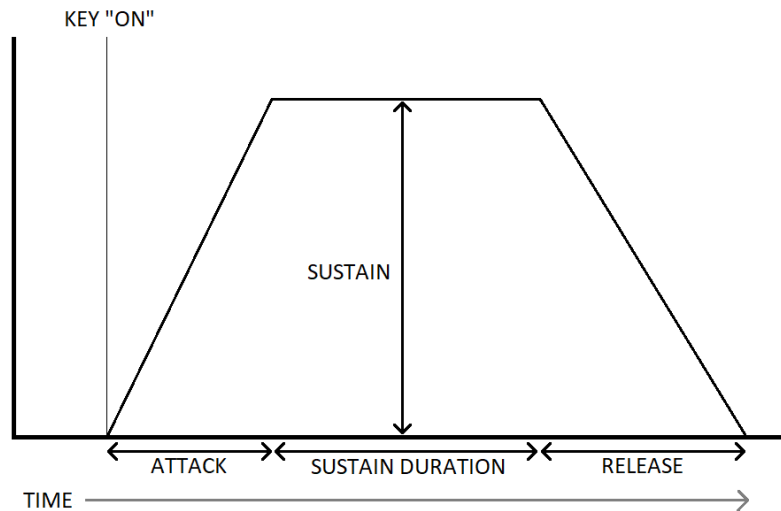 KEY "ON"
SUSTAIN
ATTACK
SUSTAIN DURATION
RELEASE
TIME